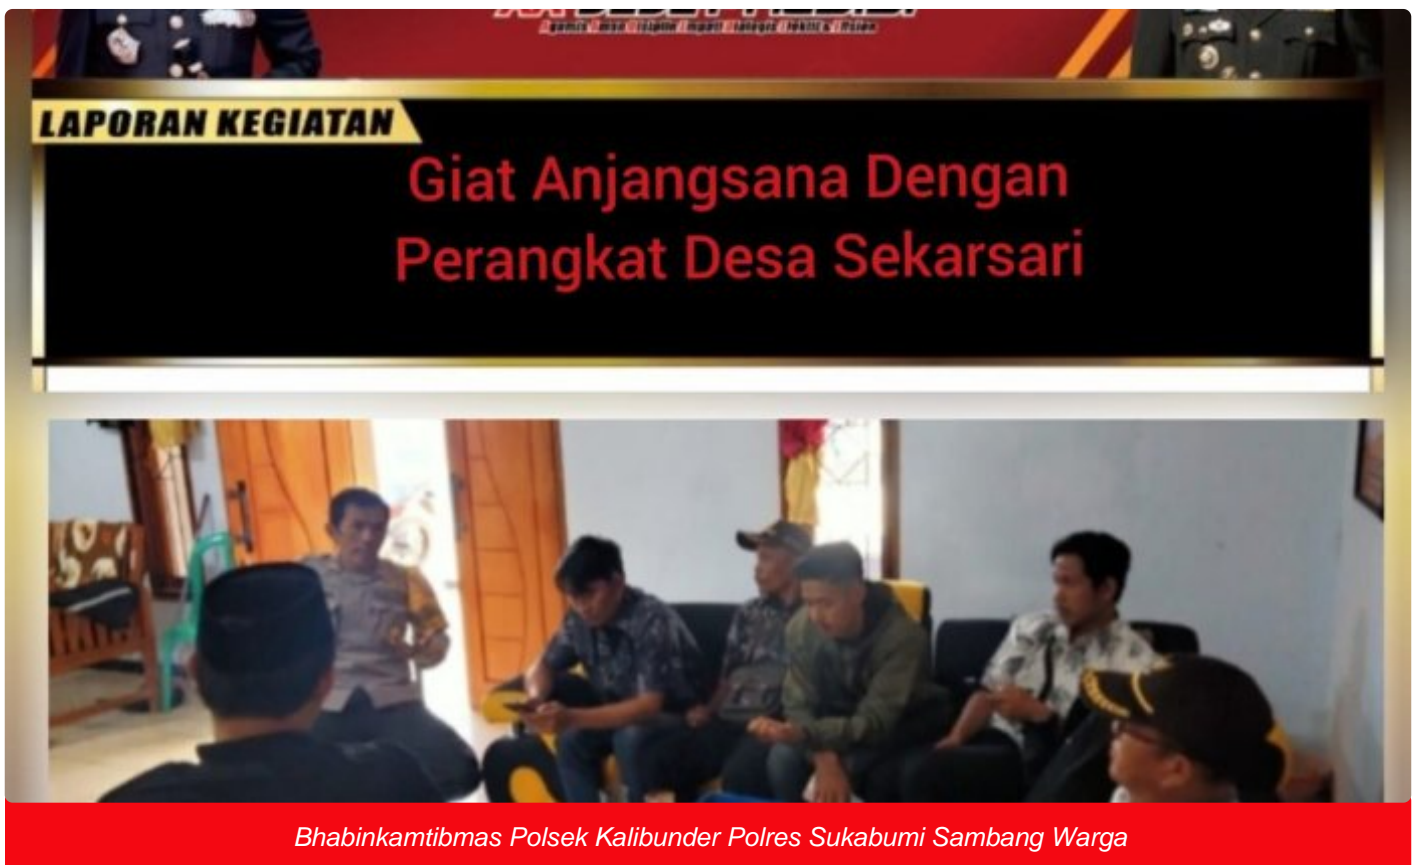 LAPORAN KEGIATAN
Giat Anjangsana Dengan
Perangkat Desa Sekarsari
Bhabinkamtibmas Polsek Kalibunder Polres Sukabumi Sambang Warga